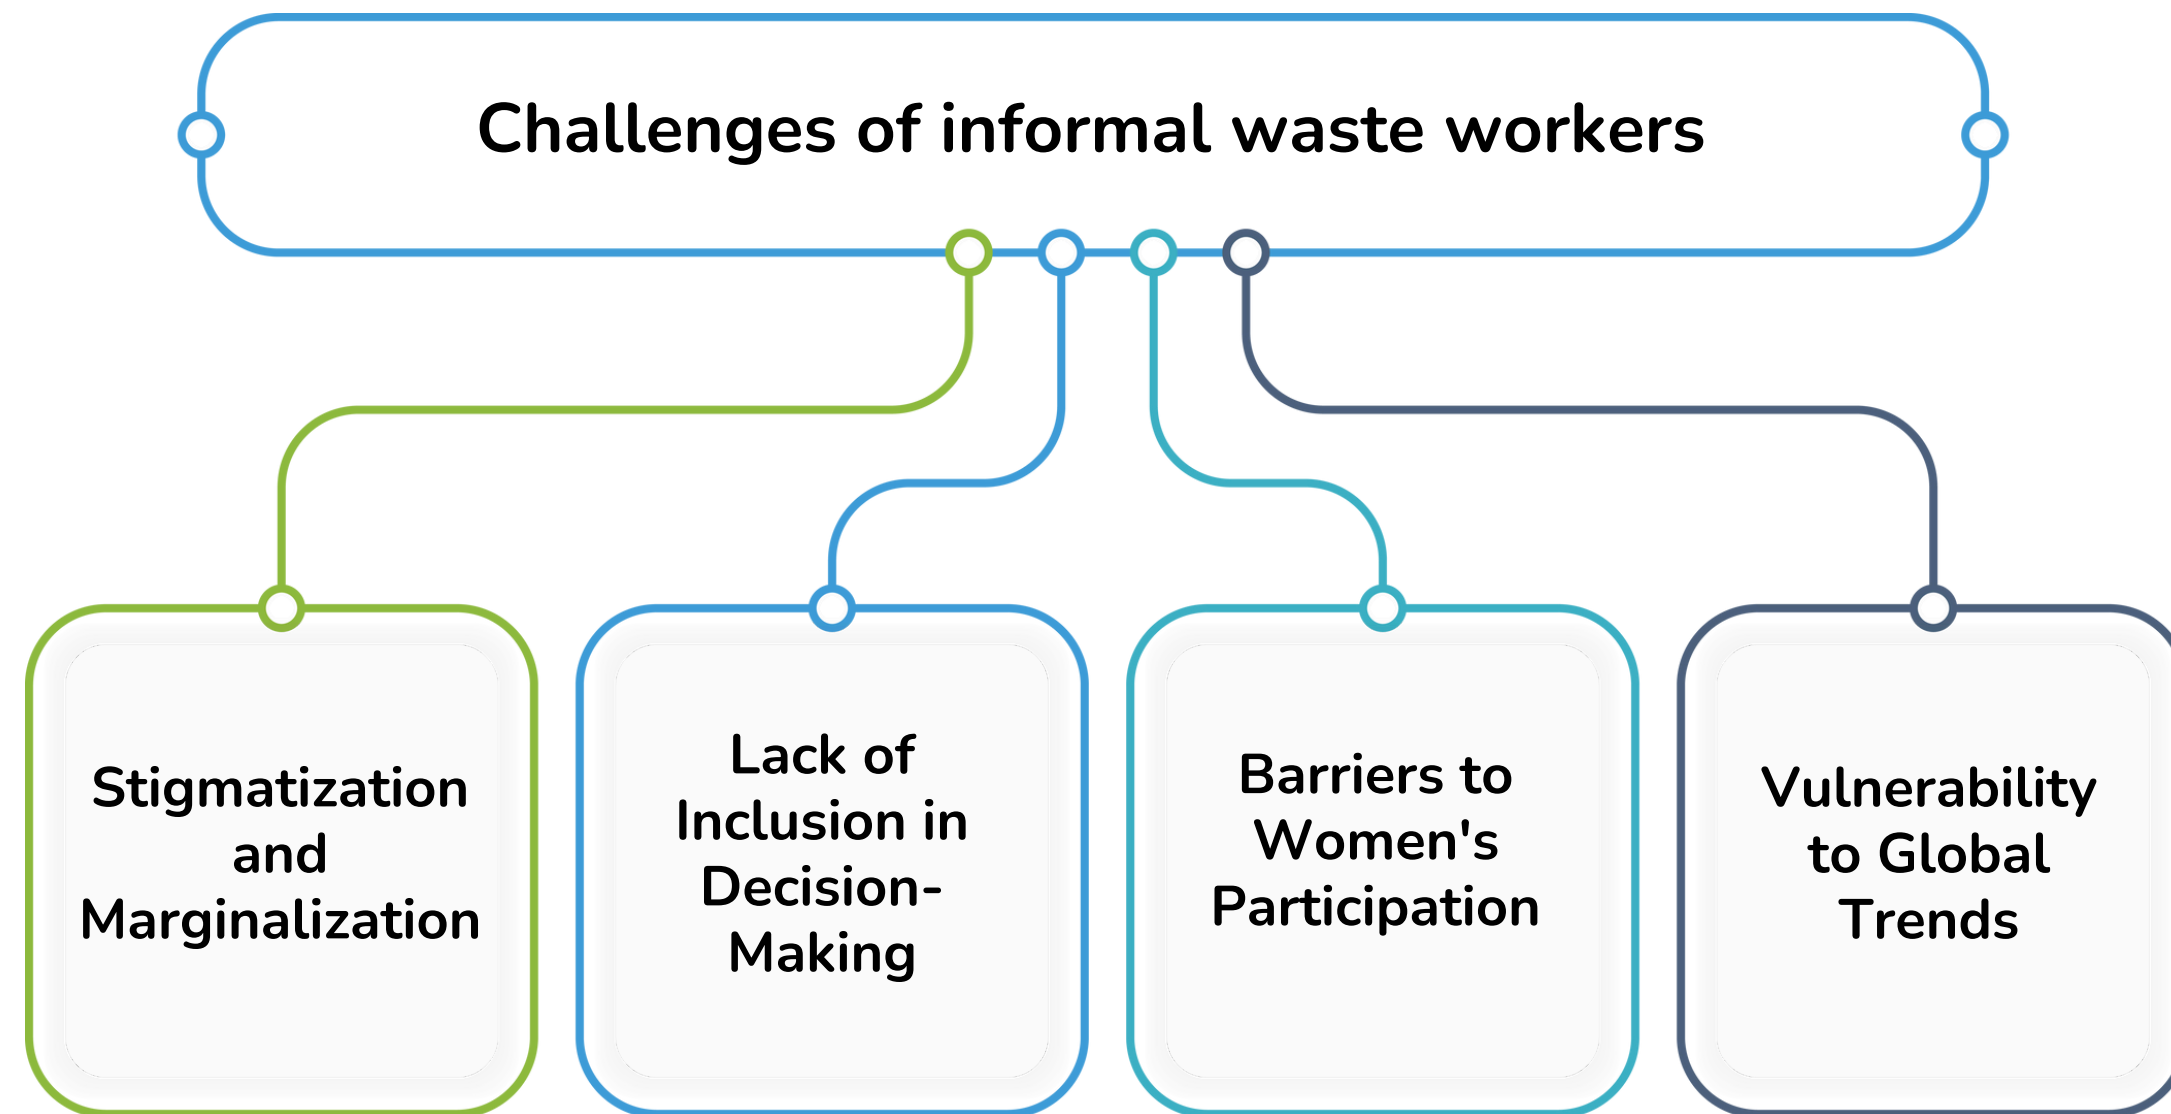 Challenges of informal waste workers
Stigmatization
and
Marginalization
Lack of
Inclusion in
Decision-
Making
Barriers to
Women's
Participation
Vulnerability
to Global
Trends